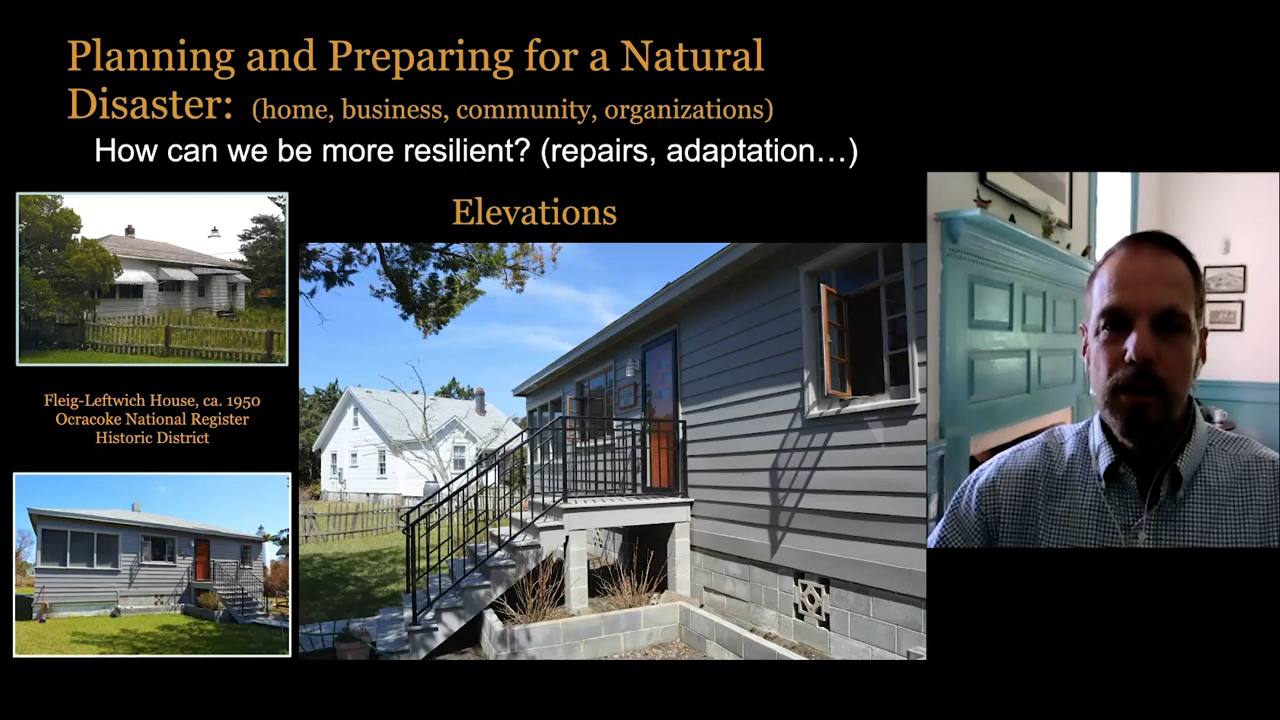 Planning and Preparing for a Natural
Disaster: (home, business, community, organizations)
How can we be more resilient? (repairs, adaptation…)
Elevations
Fleig-Leftwich House, ca. 1950
Ocracoke National Register
Historic District